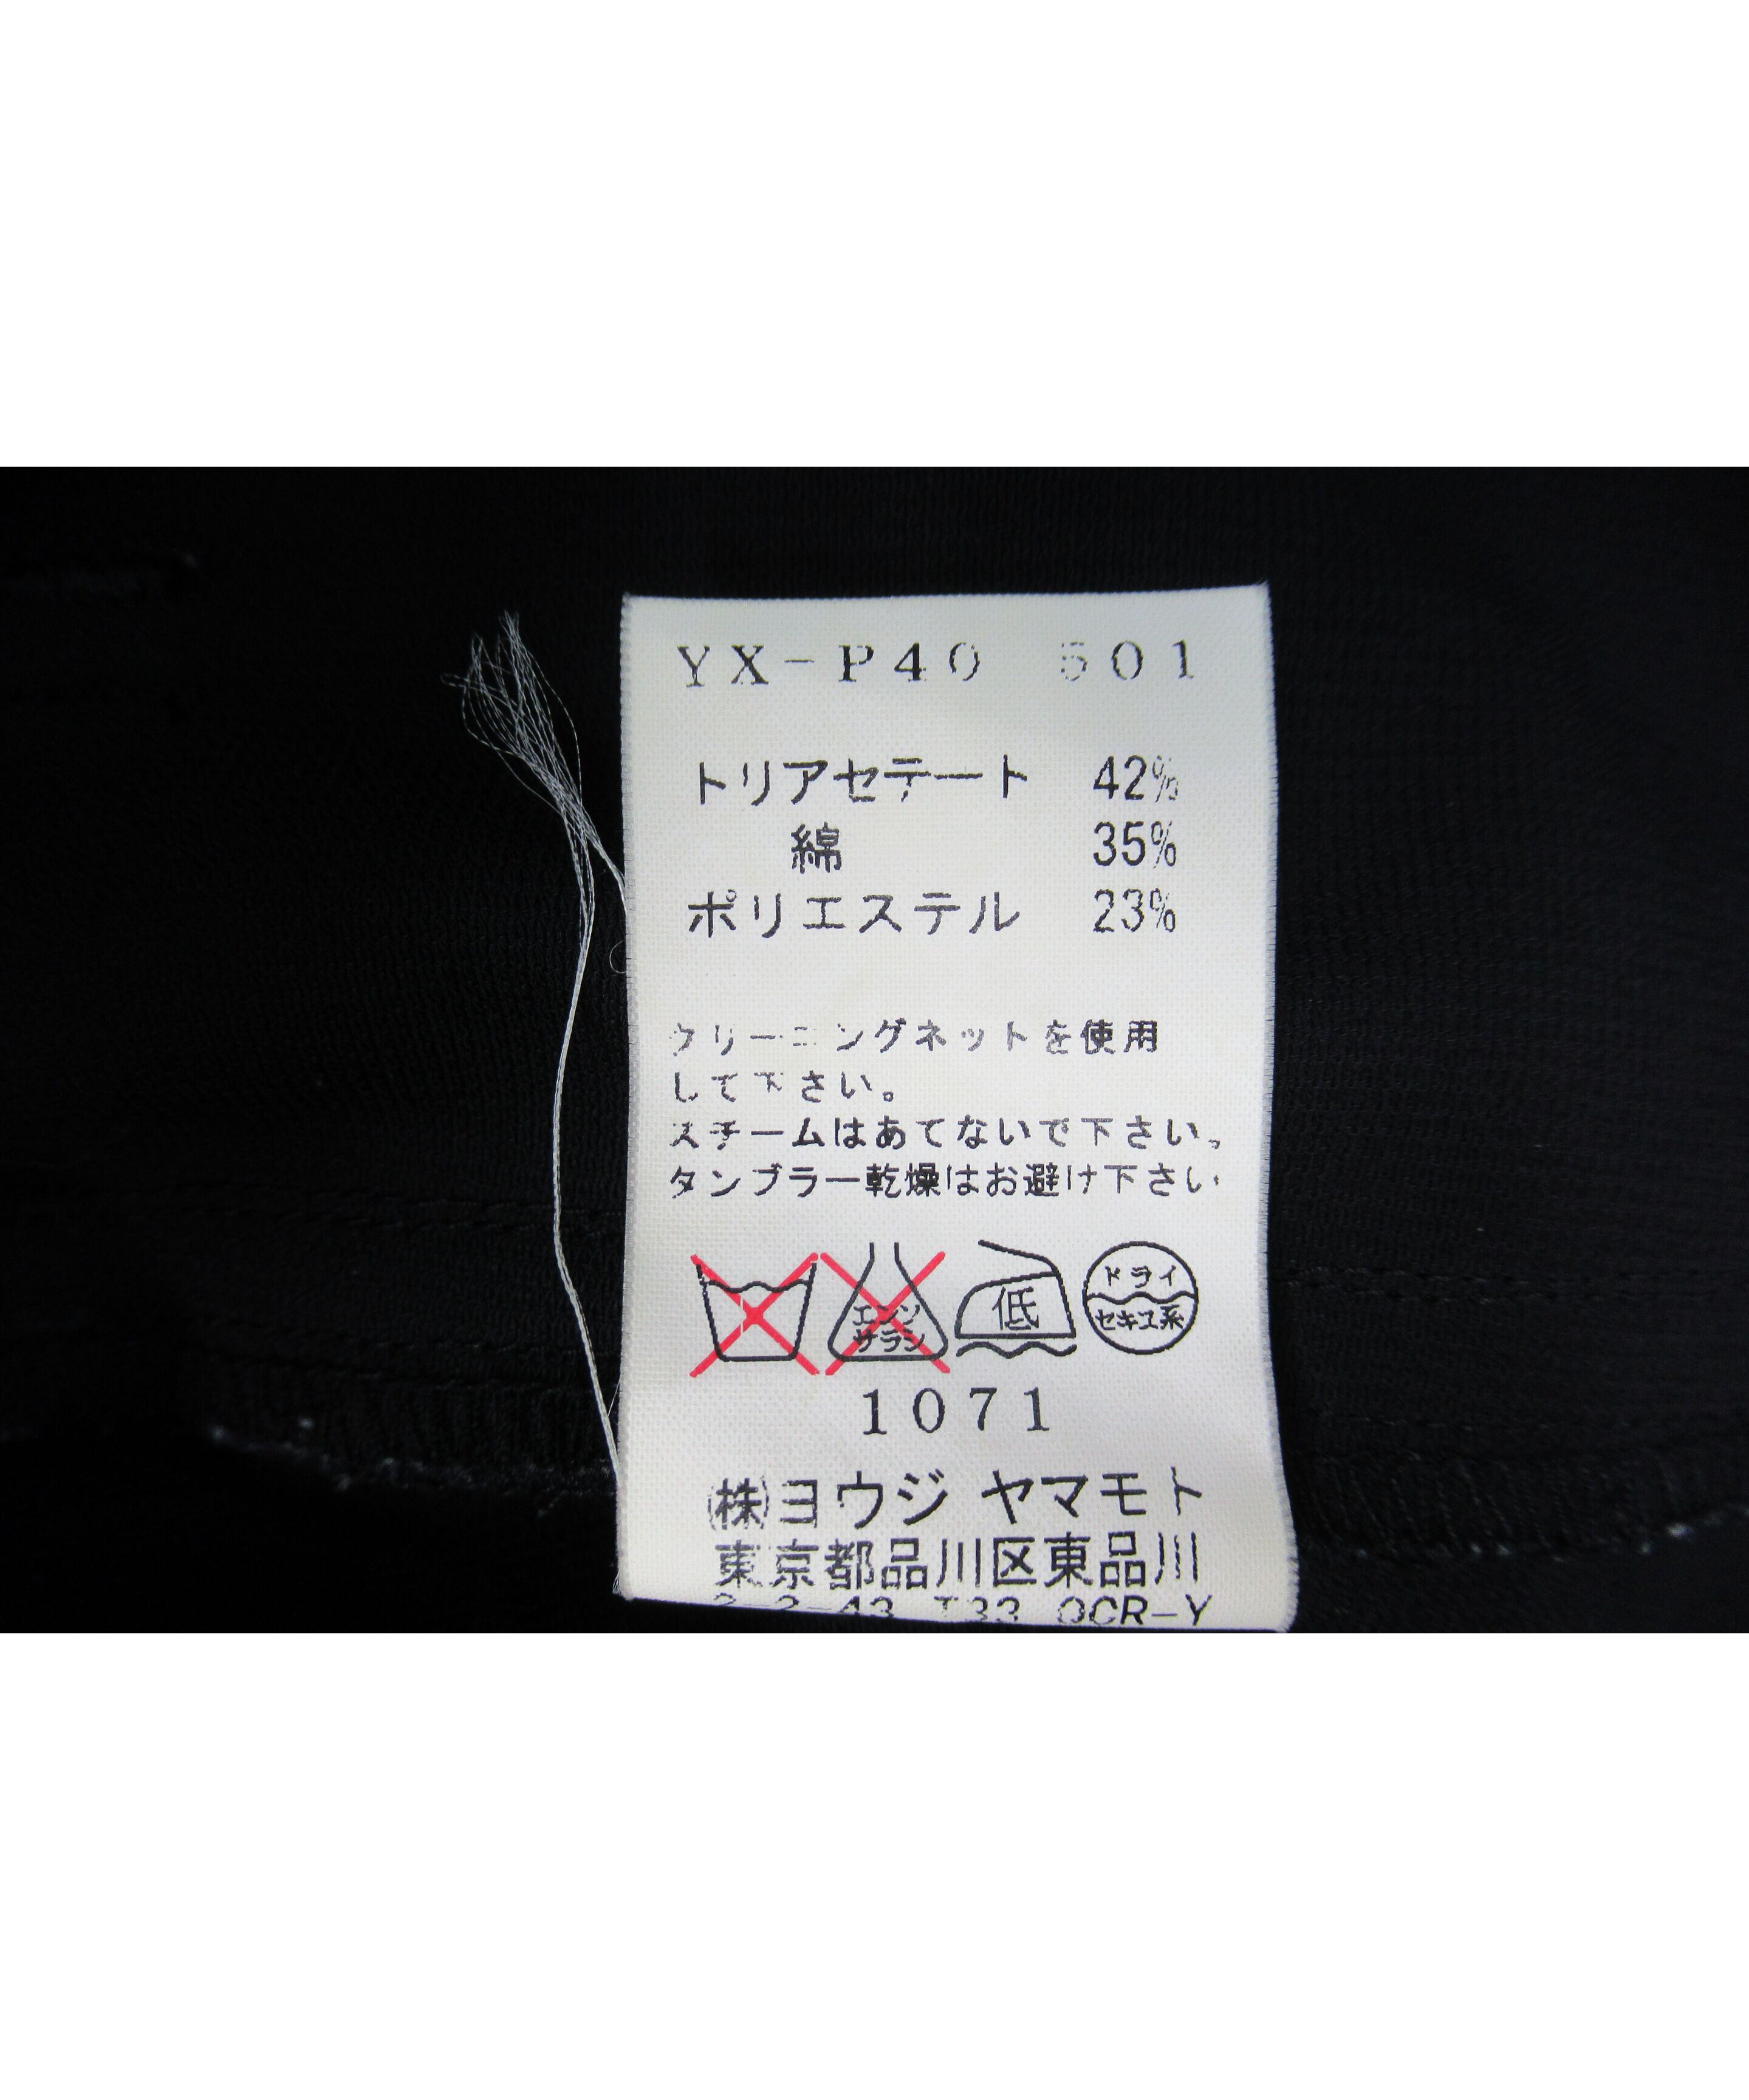 YX-P40 501
トリアセテート 42%
綿 35%
ポリエステル 23%
クリーニングネットを使用
して下さい。
スチームはあてないで下さい。
タンブラー乾燥はお避け下さい
エンソ
サラシ
低
ドライ
セキユ系
1071
(株)ヨウジ ヤマモト
東京都品川区東品川
2-2-43 T33 OCR-Y